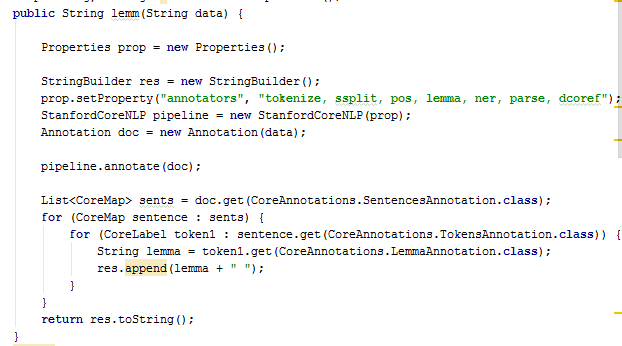 public String lemm(String data) {
Properties prop = new Properties();
StringBuilder res = new StringBuilder();
prop.setProperty("annotators", "tokenize, ssplit, pos, lemma, ner, parse, dcoref");
StanfordCoreNLP pipeline = new StanfordCoreNLP(prop);
Annotation doc = new Annotation(data);
pipeline.annotate(doc);
List<CoreMap> sents = doc.get(CoreAnnotations.SentencesAnnotation.class);
for (CoreMap sentence : sents) {
for (CoreLabel token1 : sentence.get(CoreAnnotations.TokensAnnotation.class)) {
String lemma = token1.get(CoreAnnotations.LemmaAnnotation.class);
res.append(lemma + " ");
}
}
return res.toString();
}